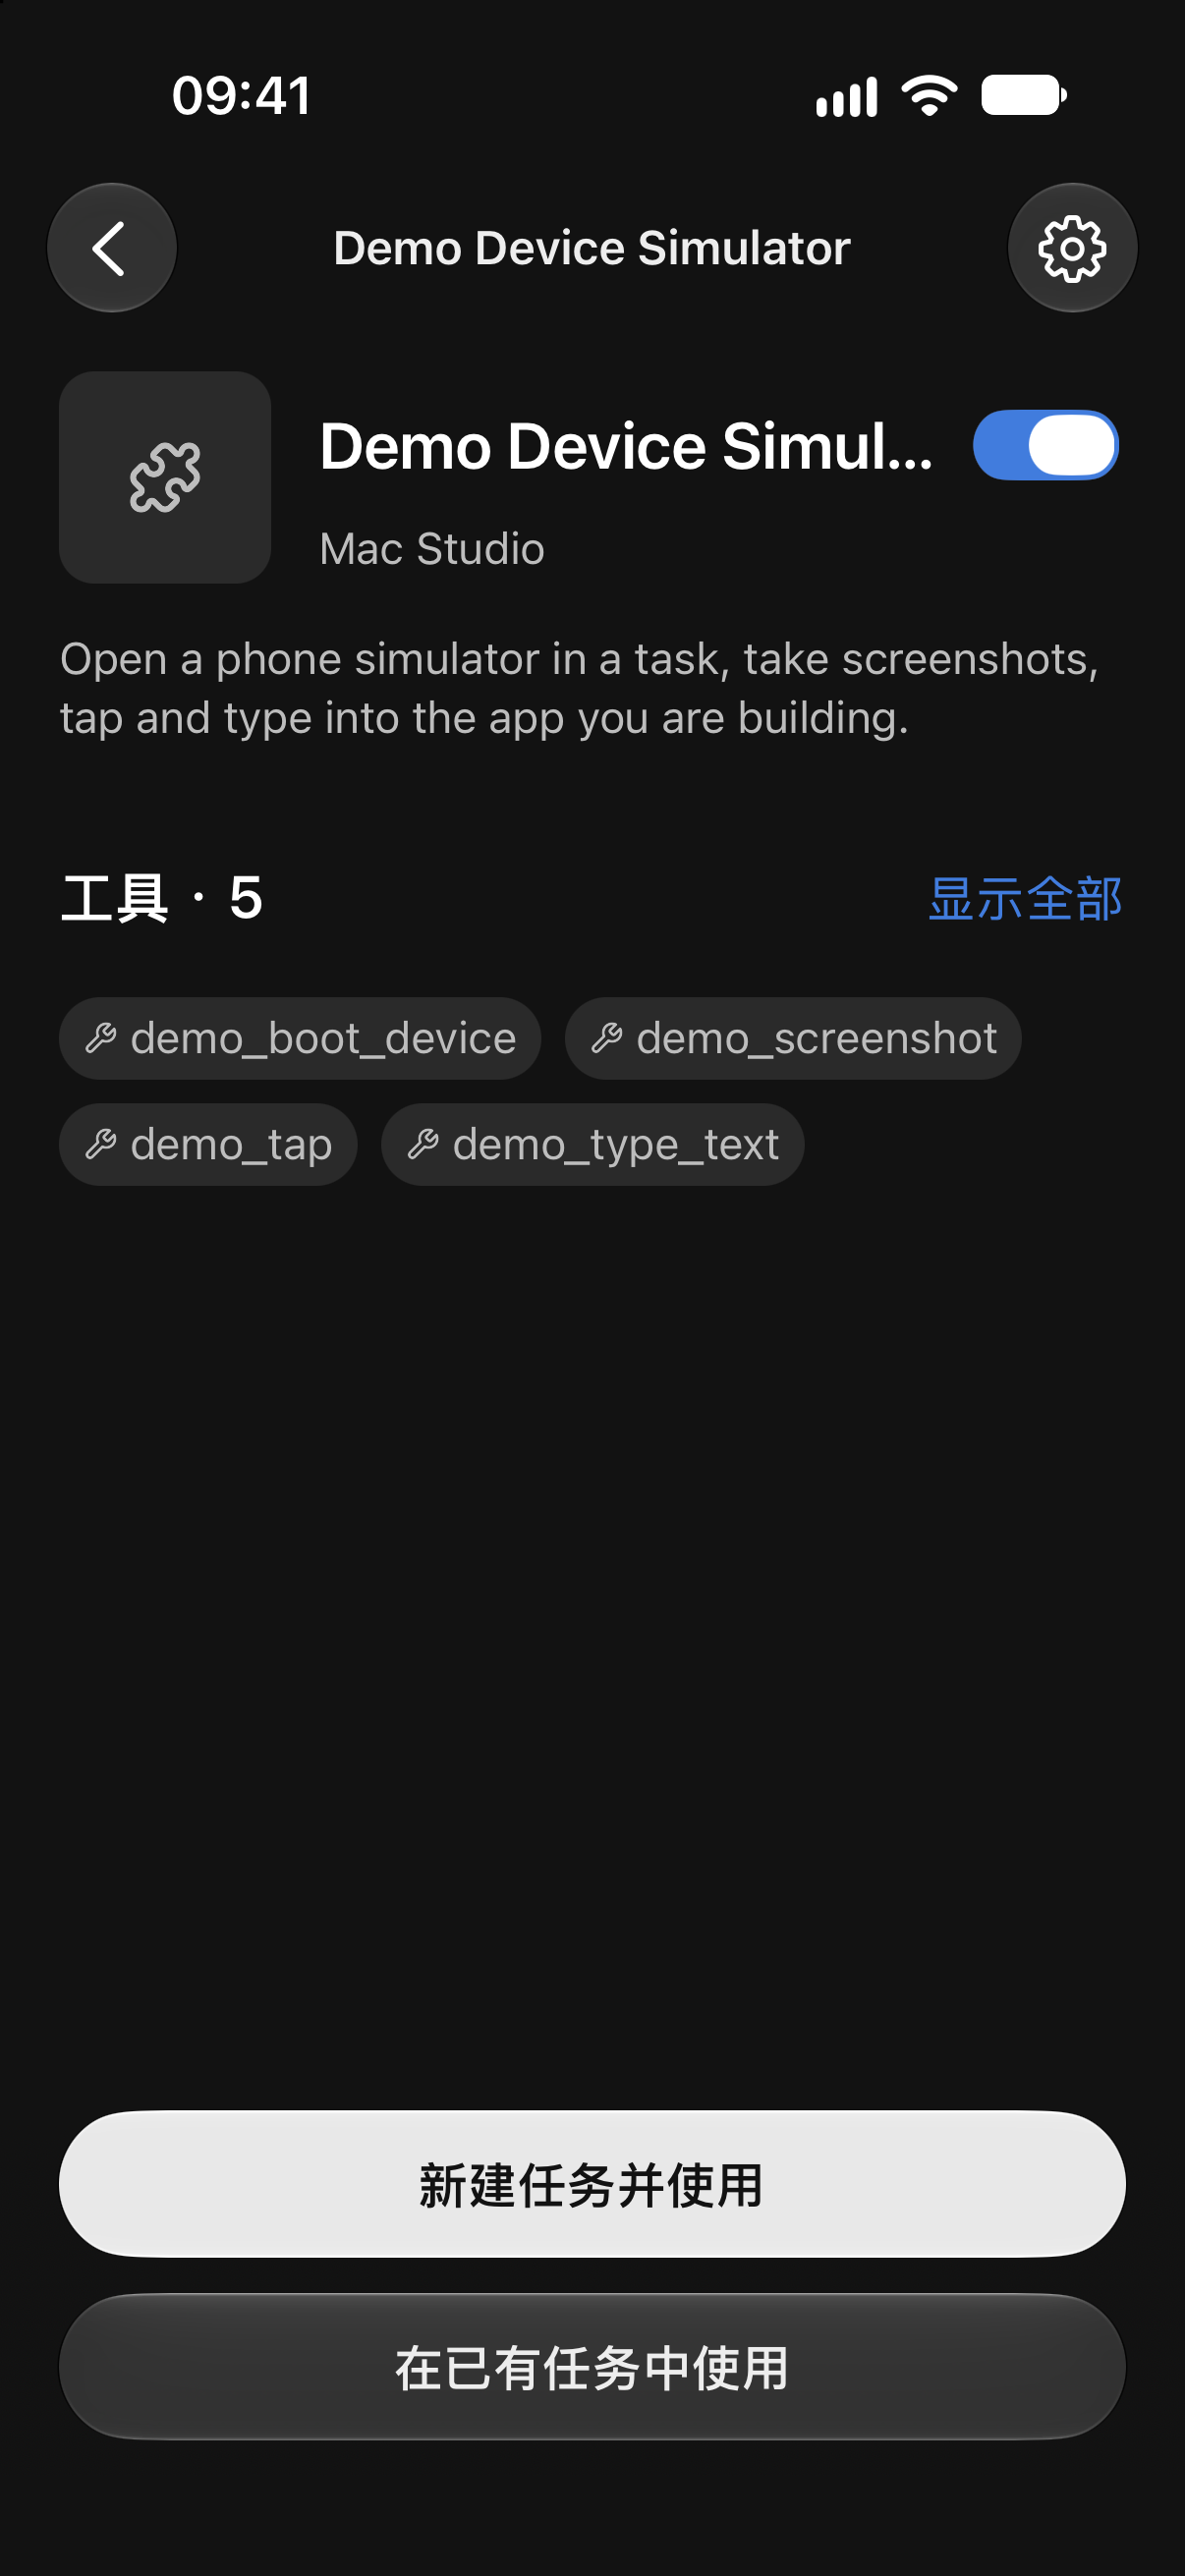 09:41
Demo Device Simulator
Demo Device Simul...
Mac Studio
Open a phone simulator in a task, take screenshots,
tap and type into the app you are building.
工具 · 5
显示全部
demo_boot_device
demo_screenshot
demo_tap
demo_type_text
新建任务并使用
在已有任务中使用